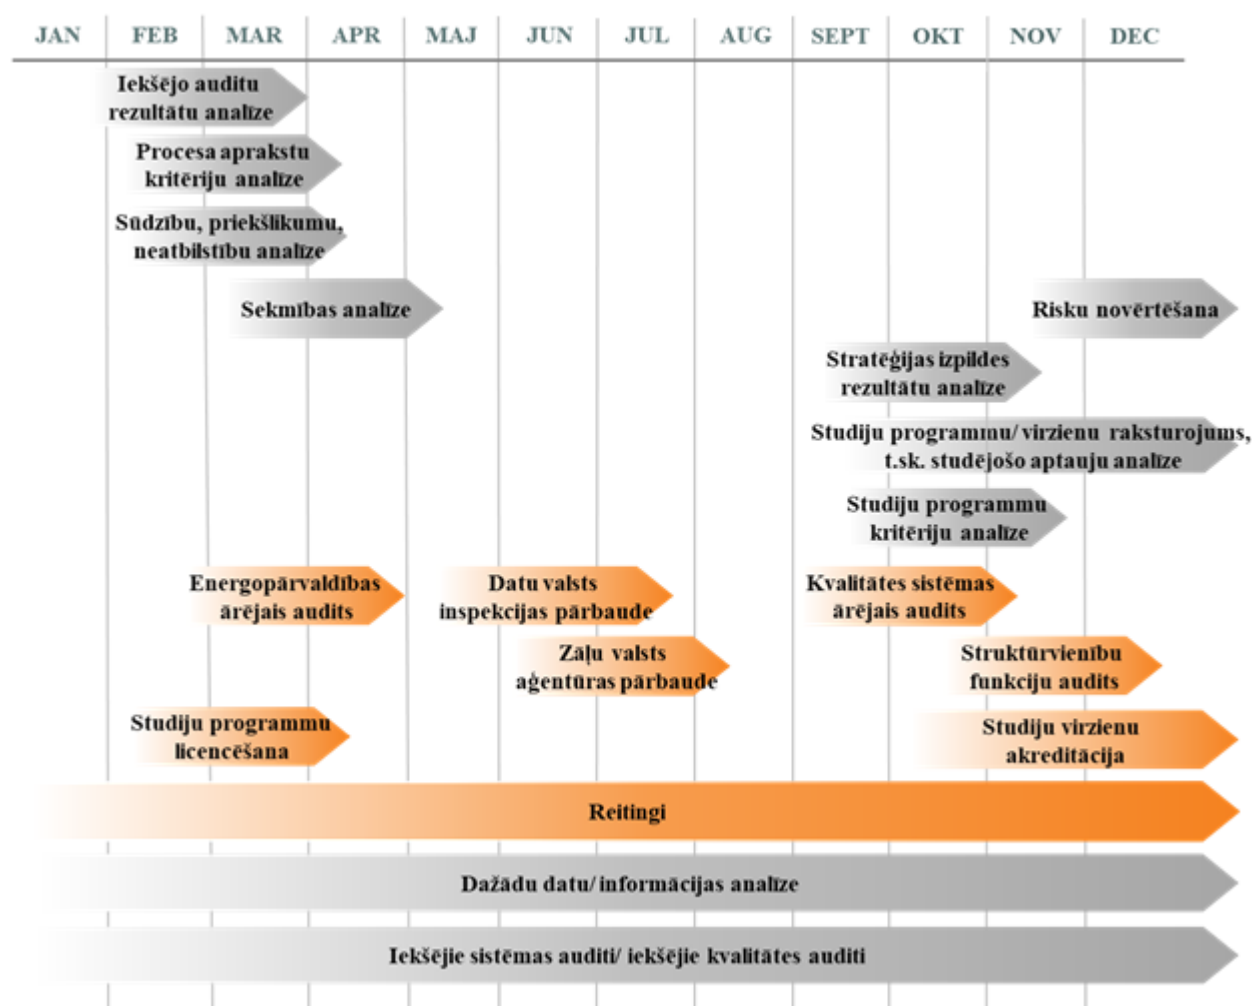 JAN FEB MAR APR MAJ JUN JUL AUG SEPT OKT NOV DEC
Iekšējo auditu
rezultātu analīze
Procesa aprakstu
kritēriju analīze
Sūdzību, priekšlikumu,
neatbilstību analīze
Sekmības analīze
Risku novērtēšana
Stratēģijas izpildes
rezultātu analīze
Studiju programmu/ virzienu raksturojums,
t.sk. studējošo aptauju analīze
Studiju programmu
kritēriju analīze
Energopārvaldības
ārējais audits
Datu valsts
inspekcijas pārbaude
Kvalitātes sistēmas
ārējais audits
Zāļu valsts
aģentūras pārbaude
Struktūrvienību
funkciju audits
Studiju programmu
licencēšana
Studiju virzienu
akreditācija
Reitingi
Dažādu datu/ informācijas analīze
Iekšējie sistēmas auditi/ iekšējie kvalitātes auditi